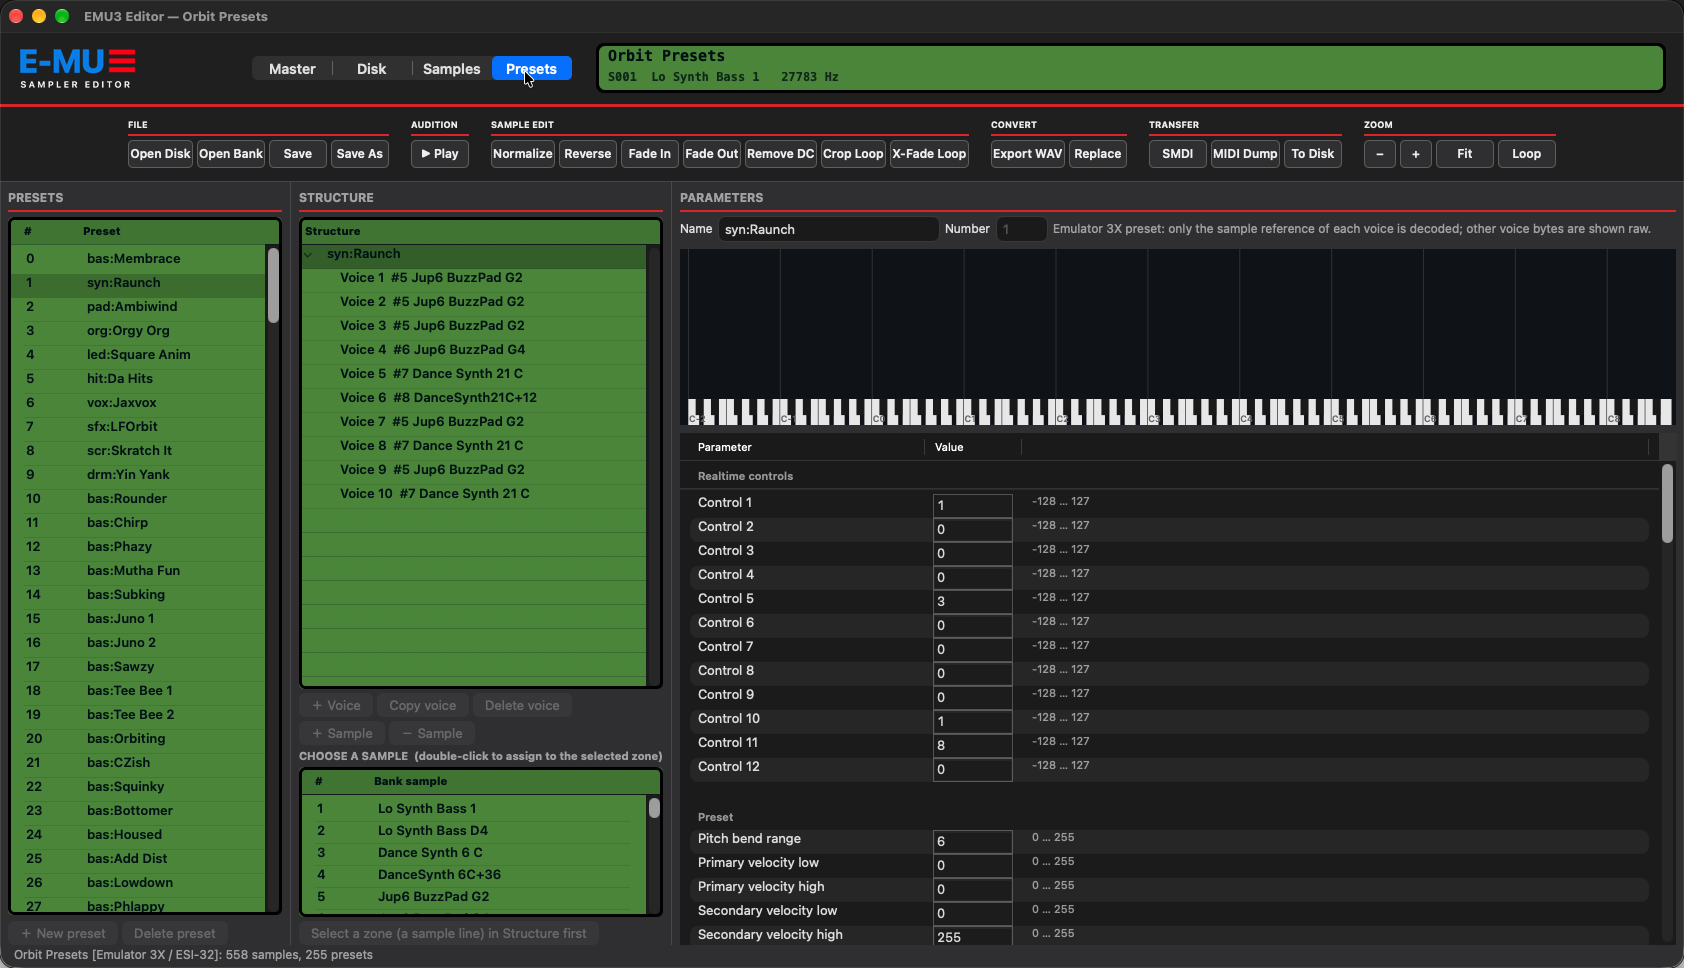 EMU3 Editor — Orbit Presets
E-MU
SAMPLER EDITOR
Master
Disk
Samples
Presets
Orbit Presets
S001 Lo Synth Bass 1 27783 Hz
FILE
AUDITION
SAMPLE EDIT
CONVERT
TRANSFER
ZOOM
Open Disk
Open Bank
Save
Save As
Play
Normalize
Reverse
Fade In
Fade Out
Remove DC
Crop Loop
X-Fade Loop
Export WAV
Replace
SMDI
MIDI Dump
To Disk
−
+
Fit
Loop
PRESETS
# Preset
0 bas:Membrace
1 syn:Raunch
2 pad:Ambiwind
3 org:Orgy Org
4 led:Square Anim
5 hit:Da Hits
6 vox:Jaxvox
7 sfx:LFOrbit
8 scr:Skratch It
9 drm:Yin Yank
10 bas:Rounder
11 bas:Chirp
12 bas:Phazy
13 bas:Mutha Fun
14 bas:Subking
15 bas:Juno 1
16 bas:Juno 2
17 bas:Sawzy
18 bas:Tee Bee 1
19 bas:Tee Bee 2
20 bas:Orbiting
21 bas:CZish
22 bas:Squinky
23 bas:Bottomer
24 bas:Housed
25 bas:Add Dist
26 bas:Lowdown
27 bas:Phlappy
+ New preset
Delete preset
STRUCTURE
Structure
syn:Raunch
Voice 1 #5 Jup6 BuzzPad G2
Voice 2 #5 Jup6 BuzzPad G2
Voice 3 #5 Jup6 BuzzPad G2
Voice 4 #6 Jup6 BuzzPad G4
Voice 5 #7 Dance Synth 21 C
Voice 6 #8 DanceSynth21C+12
Voice 7 #5 Jup6 BuzzPad G2
Voice 8 #7 Dance Synth 21 C
Voice 9 #5 Jup6 BuzzPad G2
Voice 10 #7 Dance Synth 21 C
+ Voice
Copy voice
Delete voice
+ Sample
− Sample
CHOOSE A SAMPLE (double-click to assign to the selected zone)
# Bank sample
1 Lo Synth Bass 1
2 Lo Synth Bass D4
3 Dance Synth 6 C
4 DanceSynth 6C+36
5 Jup6 BuzzPad G2
Select a zone (a sample line) in Structure first
PARAMETERS
Name syn:Raunch Number 1 Emulator 3X preset: only the sample reference of each voice is decoded; other voice bytes are shown raw.
C-2 C-1 C0 C1 C2 C3 C4 C5 C6 C7 C8
Parameter Value
Realtime controls
Control 1 1 -128 ... 127
Control 2 0 -128 ... 127
Control 3 0 -128 ... 127
Control 4 0 -128 ... 127
Control 5 3 -128 ... 127
Control 6 0 -128 ... 127
Control 7 0 -128 ... 127
Control 8 0 -128 ... 127
Control 9 0 -128 ... 127
Control 10 1 -128 ... 127
Control 11 8 -128 ... 127
Control 12 0 -128 ... 127
Preset
Pitch bend range 6 0 ... 255
Primary velocity low 0 0 ... 255
Primary velocity high 0 0 ... 255
Secondary velocity low 0 0 ... 255
Secondary velocity high 255 0 ... 255
Orbit Presets [Emulator 3X / ESI-32]: 558 samples, 255 presets